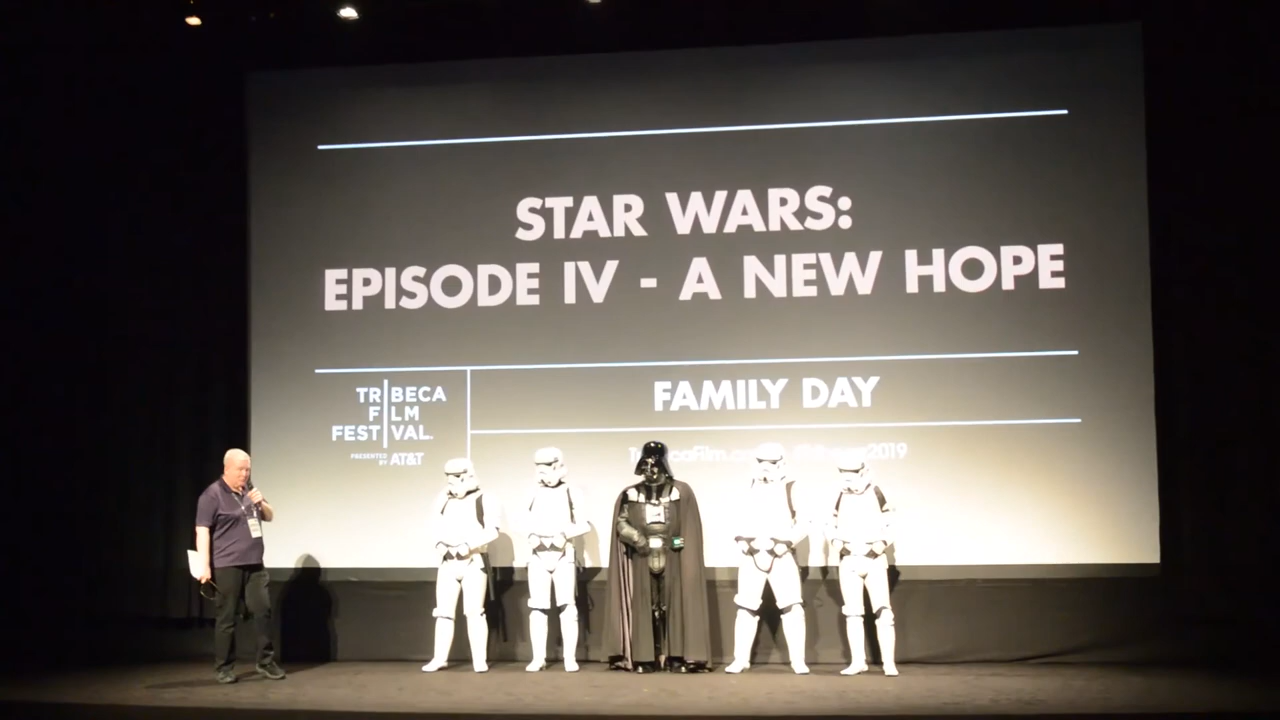 STAR WARS:
EPISODE IV - A NEW HOPE
TRIBECA
FILM
FESTIVAL.
PRESENTED
BY AT&T
FAMILY DAY